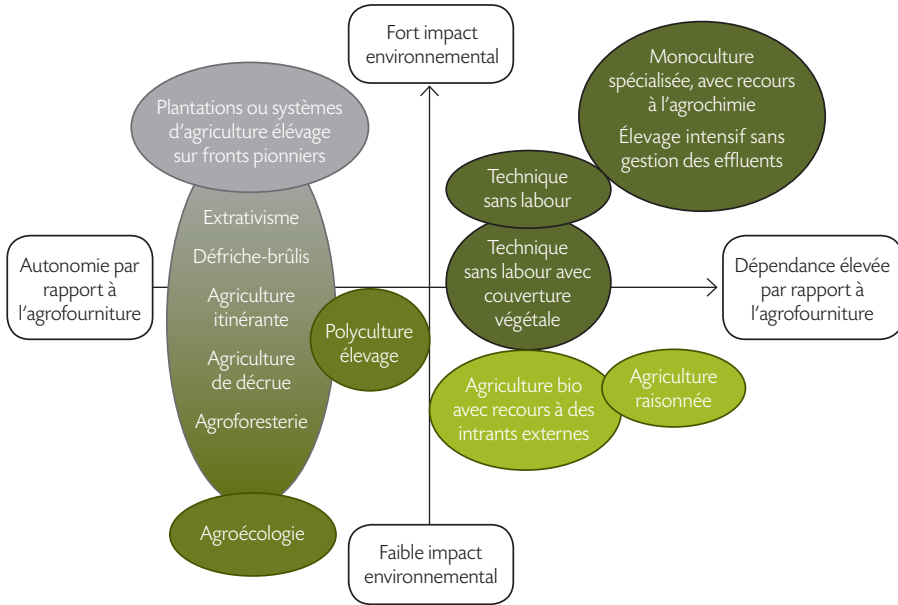 Fort impact
environnemental
Plantations ou systèmes
d'agriculture élévage
sur fronts pionniers
Monoculture
spécialisée, avec recours
à l'agrochimie
Élevage intensif sans
gestion des effluents
Technique
sans labour
Extrativisme
Défriche-brûlis
Agriculture
itinérante
Agriculture
de décrue
Agroforesterie
Autonomie par
rapport à
l'agrofourniture
Technique
sans labour avec
couverture
végétale
Dépendance élevée
par rapport à
l'agrofourniture
Polyculture
élevage
Agriculture bio
avec recours à des
intrants externes
Agriculture
raisonnée
Agroécologie
Faible impact
environnemental